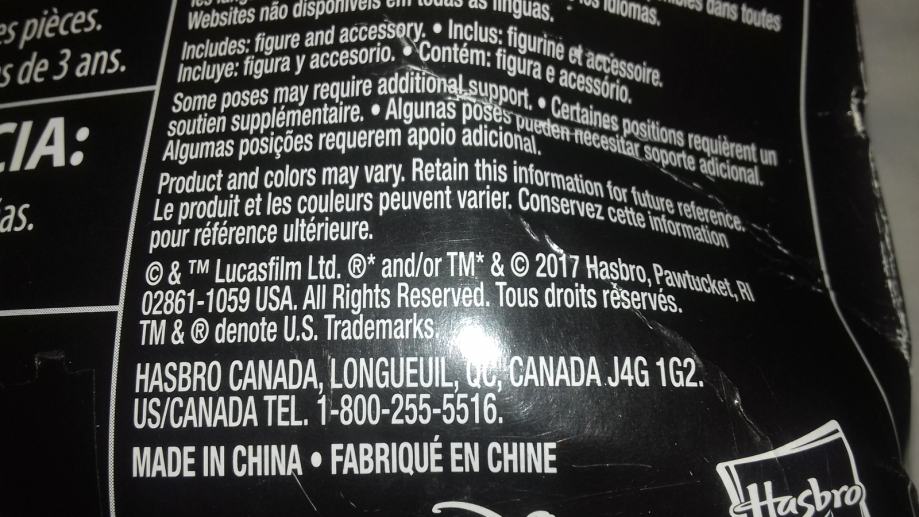 es pièces.
s de 3 ans.
CIA:
as.
Websites não disponíveis em todas as línguas.
idiomas.
dans toutes
Includes: figure and accessory. • Inclus: figurine et accessoire.
Incluye: figura y accesorio. • Contém: figura e acessório.
Some poses may require additional support. • Certaines positions requièrent un
soutien supplémentaire. • Algunas poses pueden necesitar soporte adicional.
Algumas posições requerem apoio adicional.
Product and colors may vary. Retain this information for future reference.
Le produit et les couleurs peuvent varier. Conservez cette information
pour référence ultérieure.
© & ™ Lucasfilm Ltd. ®* and/or TM* & © 2017 Hasbro, Pawtucket, RI
02861-1059 USA. All Rights Reserved. Tous droits réservés.
TM & ® denote U.S. Trademarks.
HASBRO CANADA, LONGUEUIL, QC, CANADA J4G 1G2.
US/CANADA TEL. 1-800-255-5516.
MADE IN CHINA • FABRIQUÉ EN CHINE
Hasbro